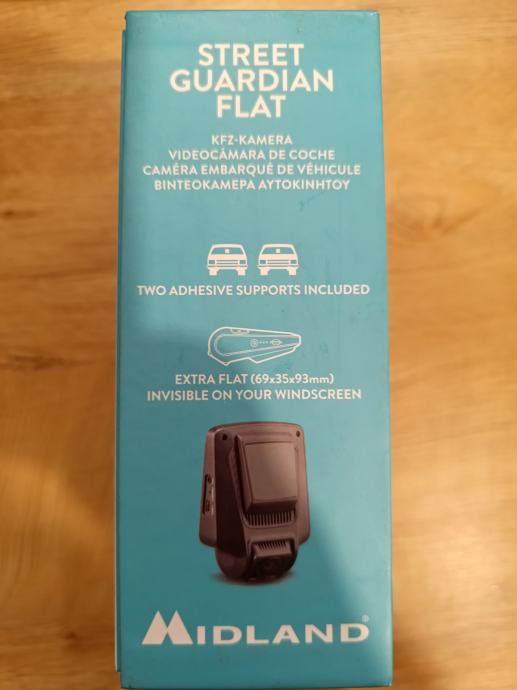 STREET
GUARDIAN
FLAT
KFZ-KAMERA
VIDEOCÁMARA DE COCHE
CAMÉRA EMBARQUÉ DE VÉHICULE
ΒΙΝΤΕΟΚΑΜΕΡΑ ΑΥΤΟΚΙΝΗΤΟΥ
TWO ADHESIVE SUPPORTS INCLUDED
EXTRA FLAT (69x35x93mm)
INVISIBLE ON YOUR WINDSCREEN
MIDLAND®